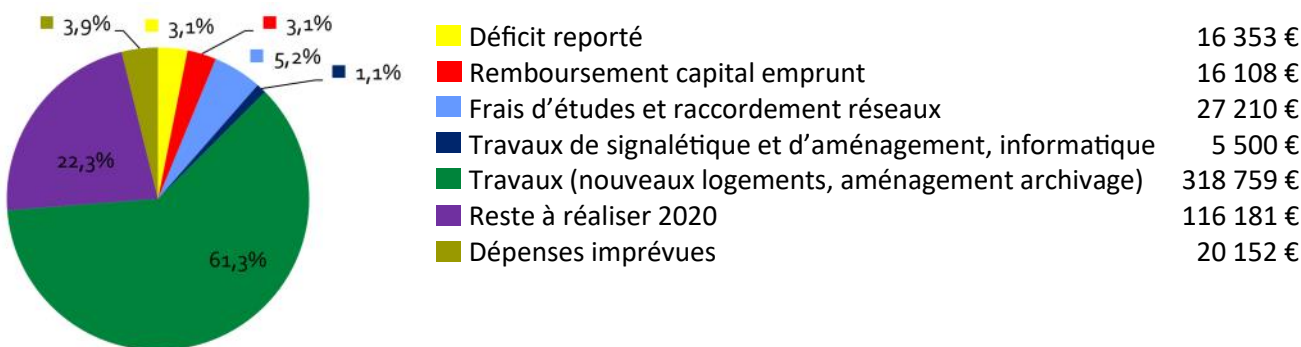 3,9%
3,1%
3,1%
5,2%
1,1%
22,3%
61,3%
Déficit reporté 16 353 €
Remboursement capital emprunt 16 108 €
Frais d’études et raccordement réseaux 27 210 €
Travaux de signalétique et d’aménagement, informatique 5 500 €
Travaux (nouveaux logements, aménagement archivage) 318 759 €
Reste à réaliser 2020 116 181 €
Dépenses imprévues 20 152 €